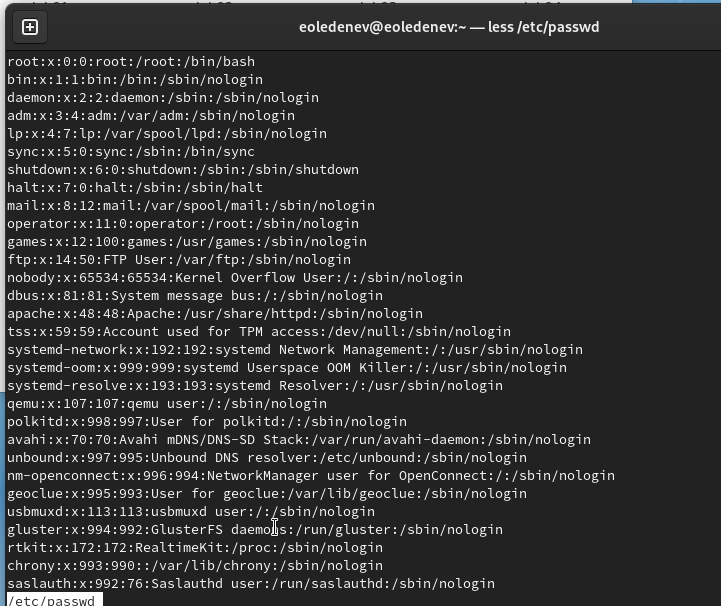 eoledenev@eoledenev:~ — less /etc/passwd
root:x:0:0:root:/root:/bin/bash
bin:x:1:1:bin:/bin:/sbin/nologin
daemon:x:2:2:daemon:/sbin:/sbin/nologin
adm:x:3:4:adm:/var/adm:/sbin/nologin
lp:x:4:7:lp:/var/spool/lpd:/sbin/nologin
sync:x:5:0:sync:/sbin:/bin/sync
shutdown:x:6:0:shutdown:/sbin:/sbin/shutdown
halt:x:7:0:halt:/sbin:/sbin/halt
mail:x:8:12:mail:/var/spool/mail:/sbin/nologin
operator:x:11:0:operator:/root:/sbin/nologin
games:x:12:100:games:/usr/games:/sbin/nologin
ftp:x:14:50:FTP User:/var/ftp:/sbin/nologin
nobody:x:65534:65534:Kernel Overflow User:/:/sbin/nologin
dbus:x:81:81:System message bus:/:/sbin/nologin
apache:x:48:48:Apache:/usr/share/httpd:/sbin/nologin
tss:x:59:59:Account used for TPM access:/dev/null:/sbin/nologin
systemd-network:x:192:192:systemd Network Management:/:/usr/sbin/nologin
systemd-oom:x:999:999:systemd Userspace OOM Killer:/:/usr/sbin/nologin
systemd-resolve:x:193:193:systemd Resolver:/:/usr/sbin/nologin
qemu:x:107:107:qemu user:/:/sbin/nologin
polkitd:x:998:997:User for polkitd:/:/sbin/nologin
avahi:x:70:70:Avahi mDNS/DNS-SD Stack:/var/run/avahi-daemon:/sbin/nologin
unbound:x:997:995:Unbound DNS resolver:/etc/unbound:/sbin/nologin
nm-openconnect:x:996:994:NetworkManager user for OpenConnect:/:/sbin/nologin
geoclue:x:995:993:User for geoclue:/var/lib/geoclue:/sbin/nologin
usbmuxd:x:113:113:usbmuxd user:/:/sbin/nologin
gluster:x:994:992:GlusterFS daemons:/run/gluster:/sbin/nologin
rtkit:x:172:172:RealtimeKit:/proc:/sbin/nologin
chrony:x:993:990::/var/lib/chrony:/sbin/nologin
saslauth:x:992:76:Saslauthd user:/run/saslauthd:/sbin/nologin
/etc/passwd